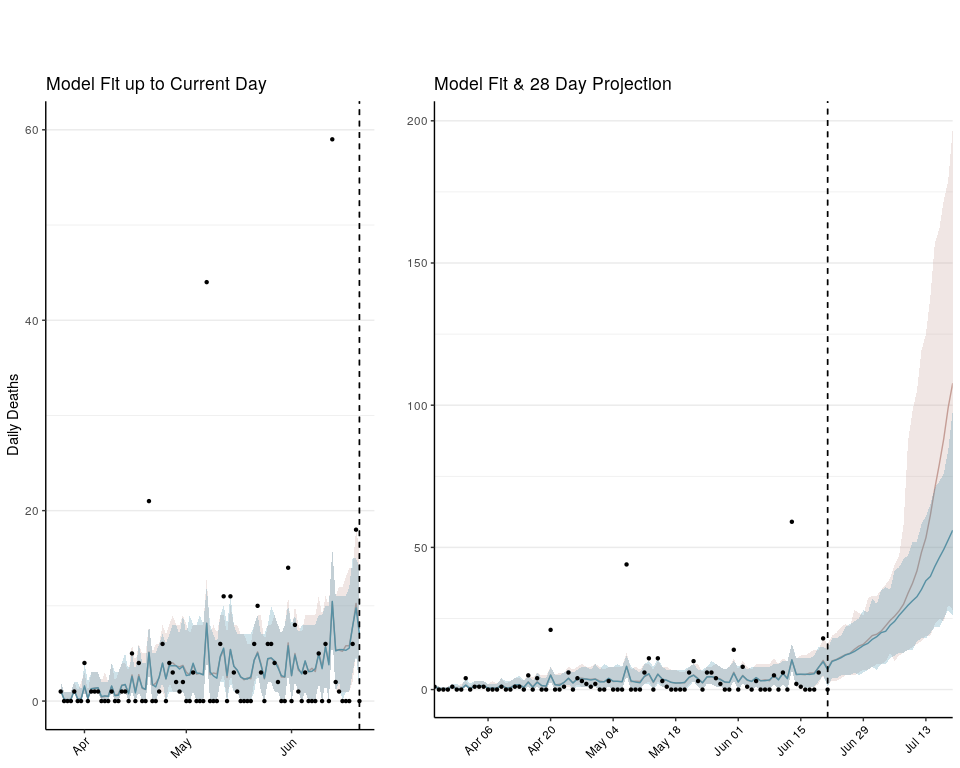 Model Fit up to Current Day
Daily Deaths
60
40
20
0
Apr
May
Jun
Model Fit & 28 Day Projection
200
150
100
50
0
Apr 06
Apr 20
May 04
May 18
Jun 01
Jun 15
Jun 29
Jul 13